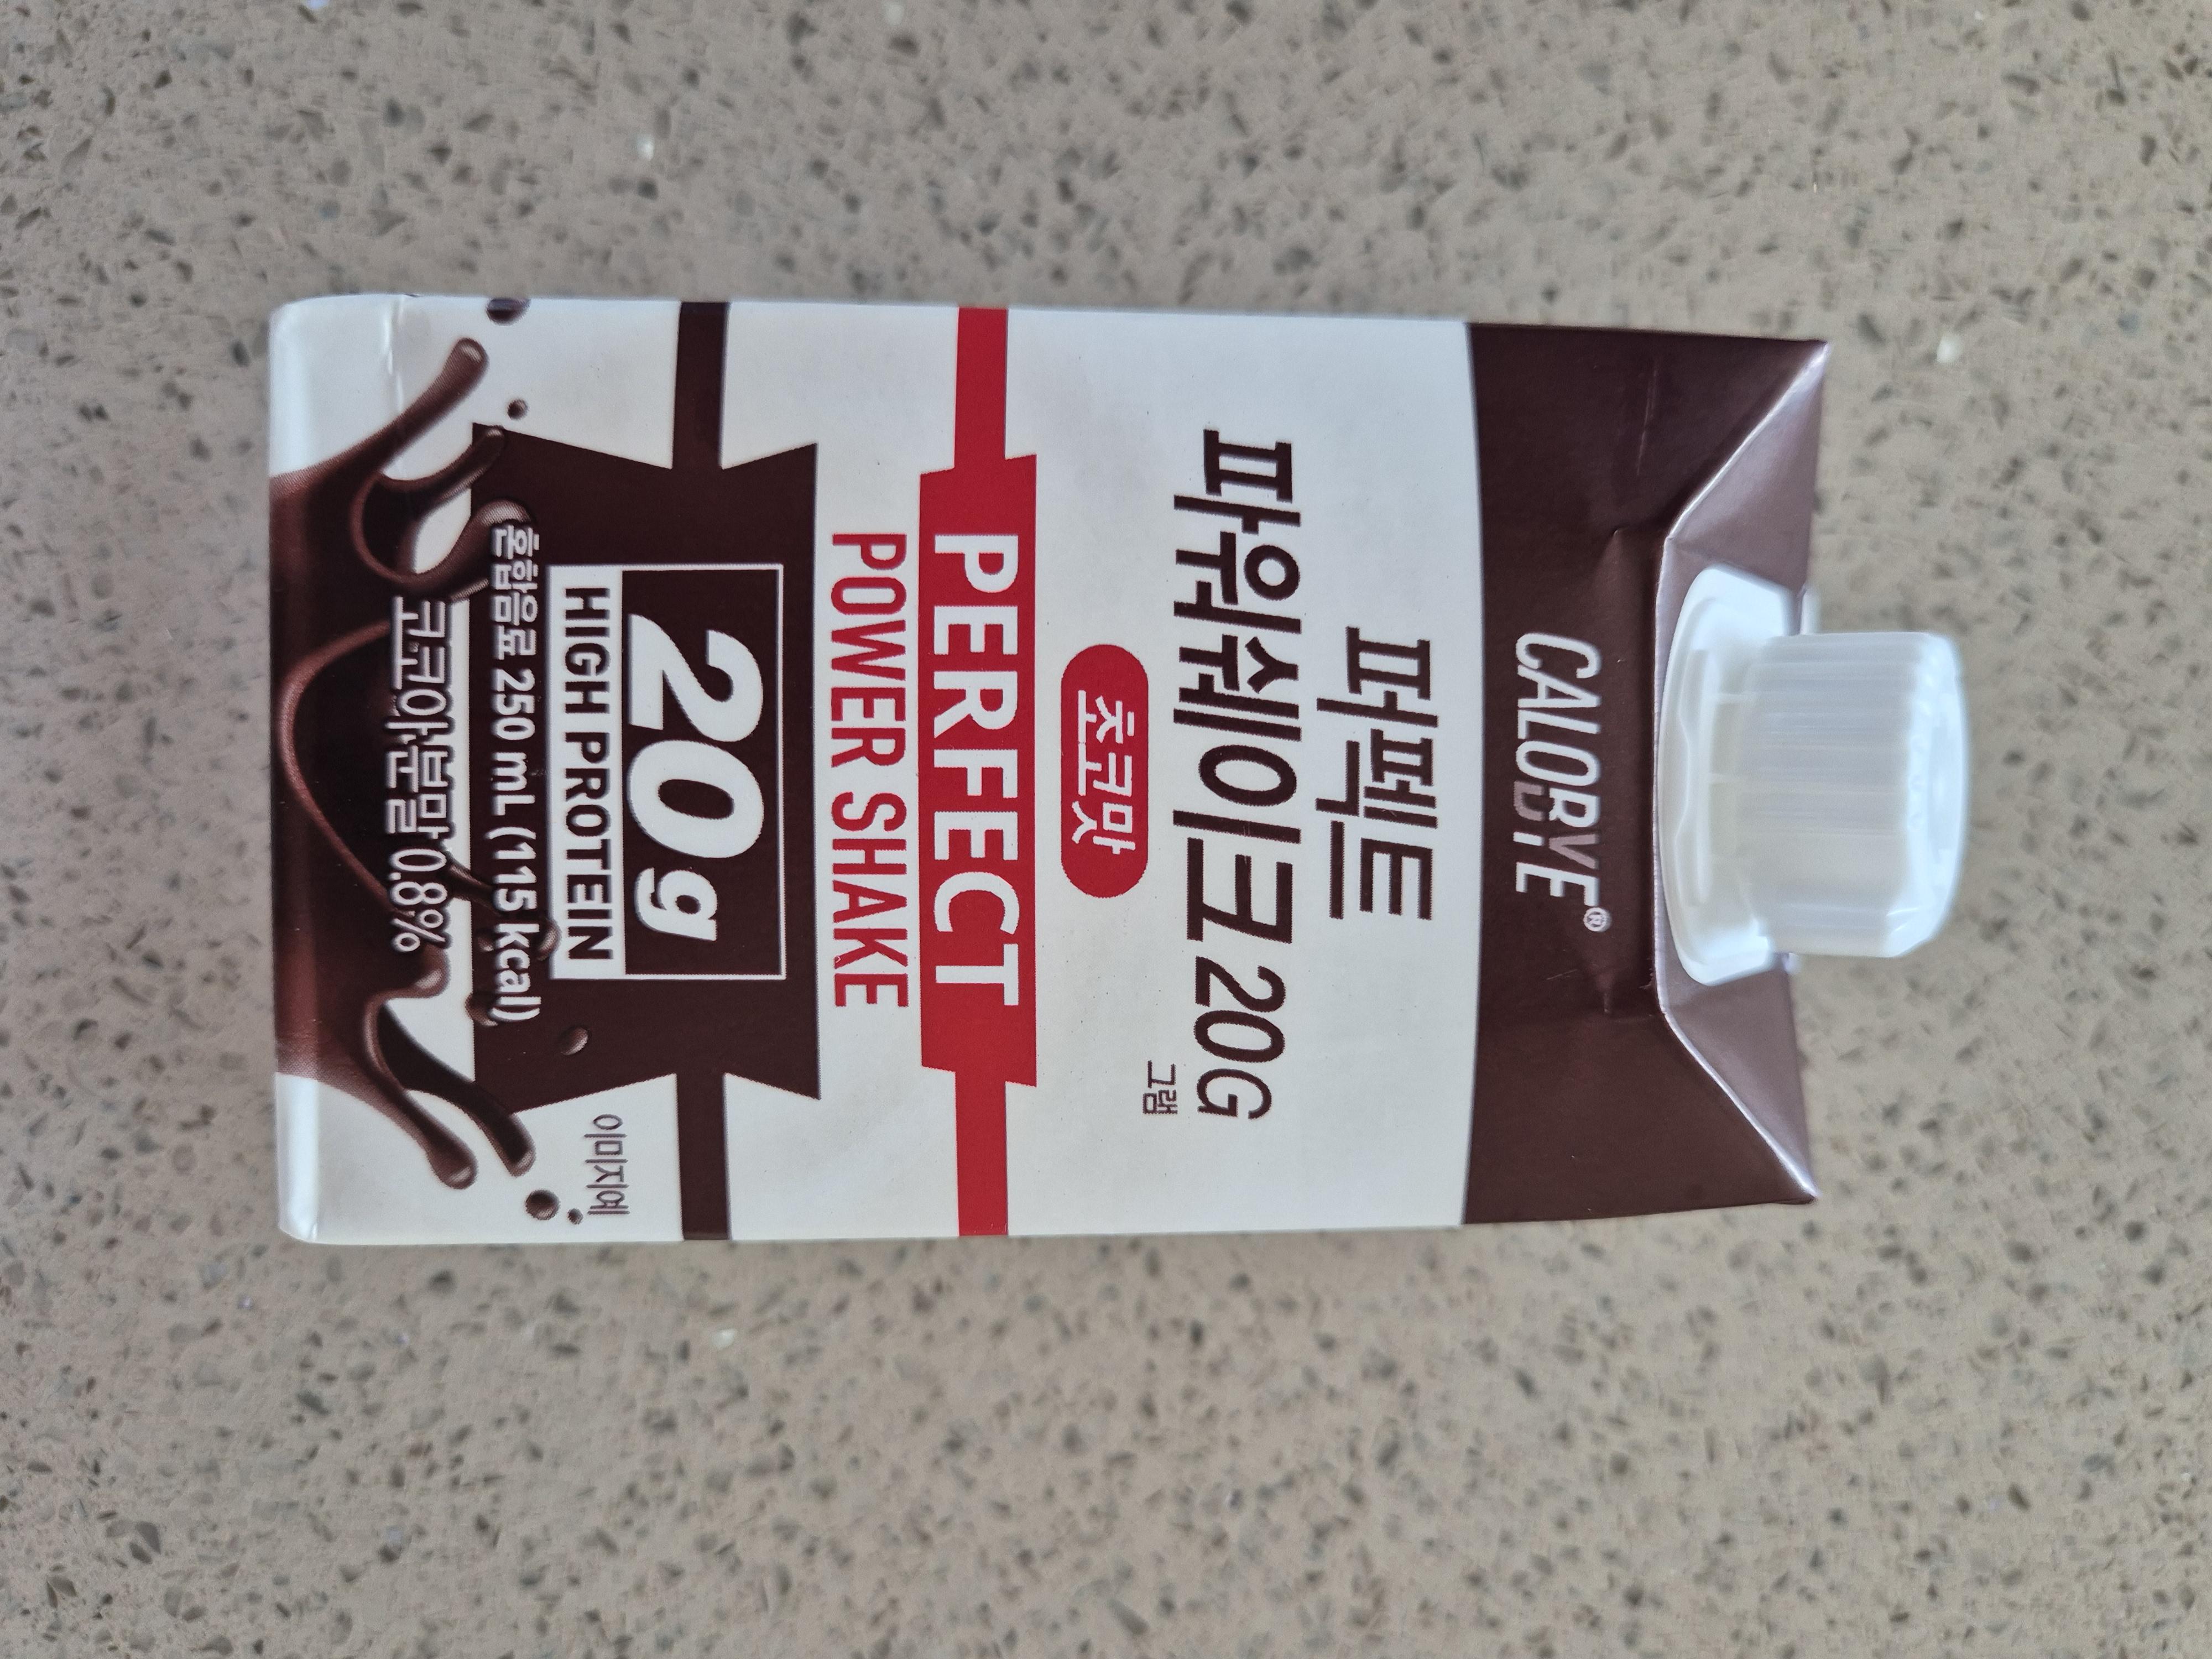 CALOBYE®
퍼펙트
파워쉐이크 20G
그램
초코맛
PERFECT
POWER SHAKE
20g
HIGH PROTEIN
이미지예
혼합음료 250 mL (115 kcal)
코코아분말 0.8%